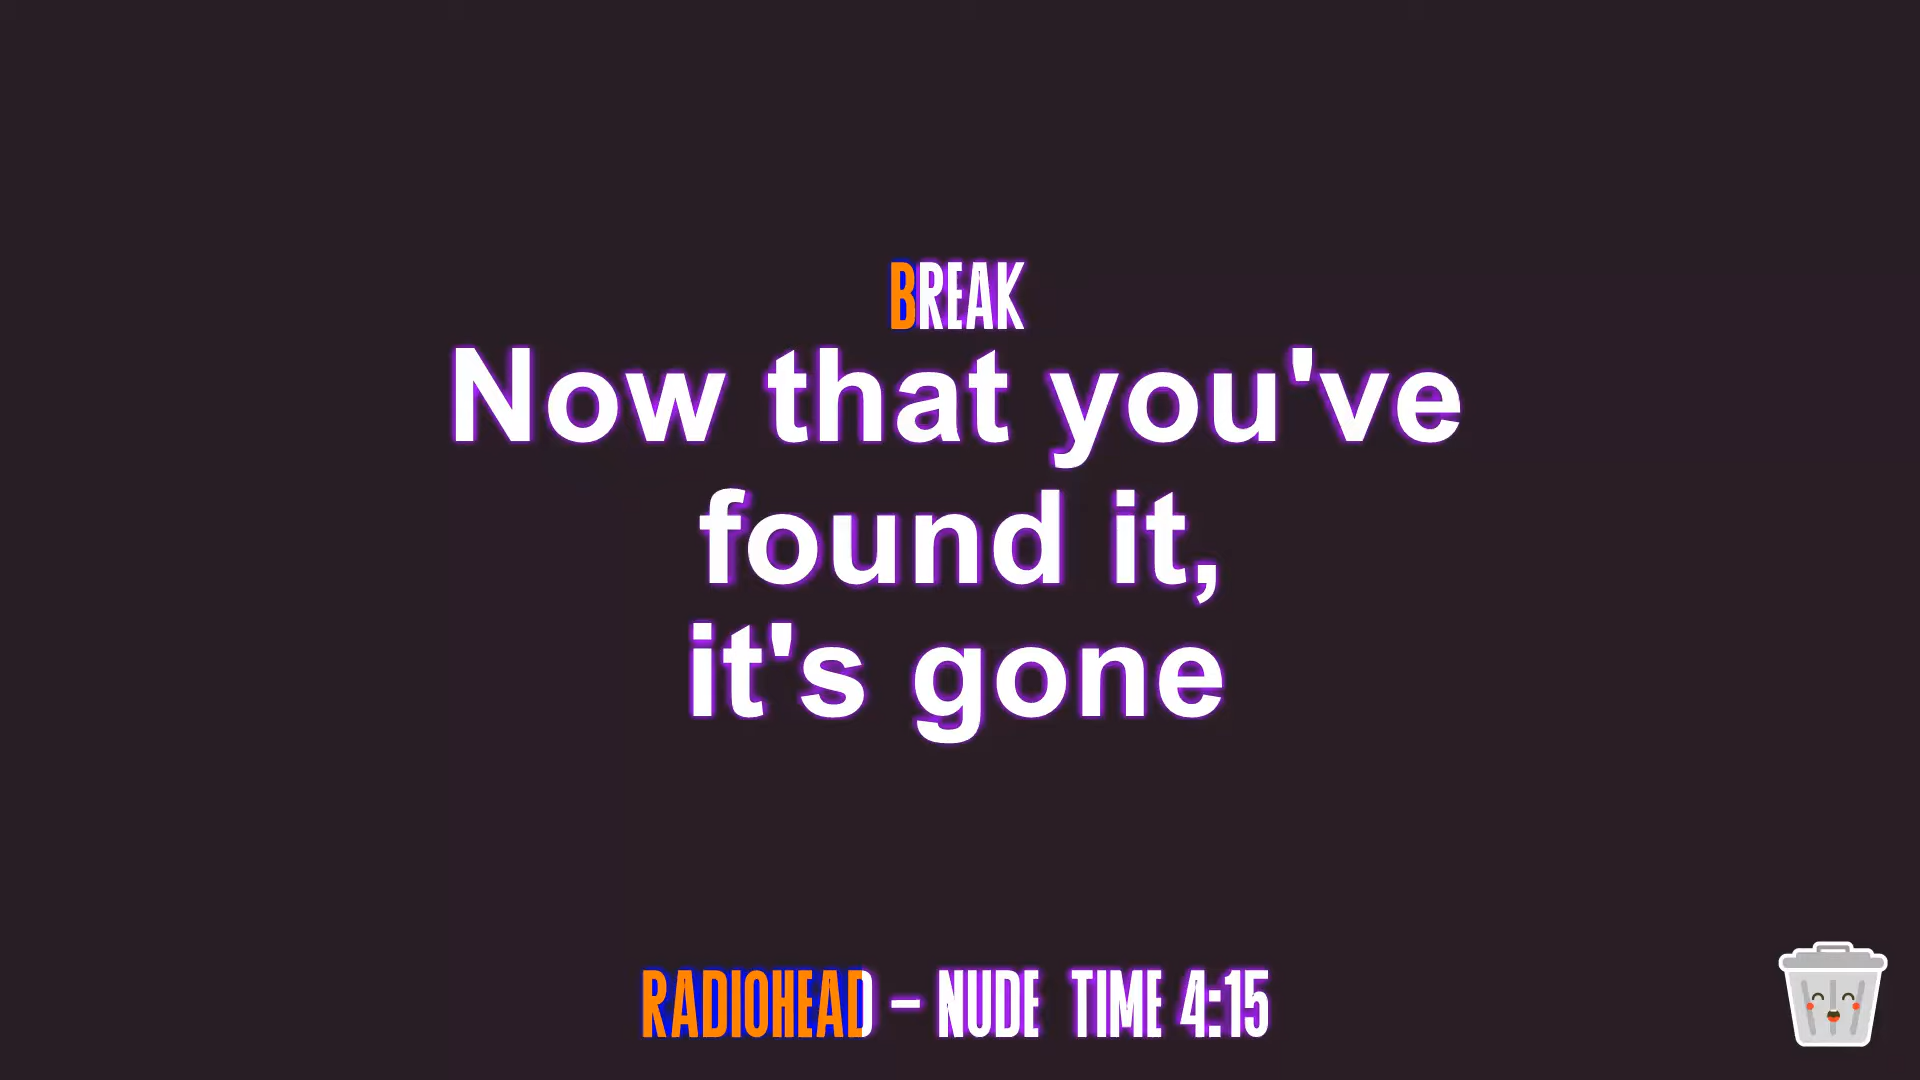 BREAK
Now that you've
found it,
it's gone
RADIOHEAD – NUDE TIME 4:15